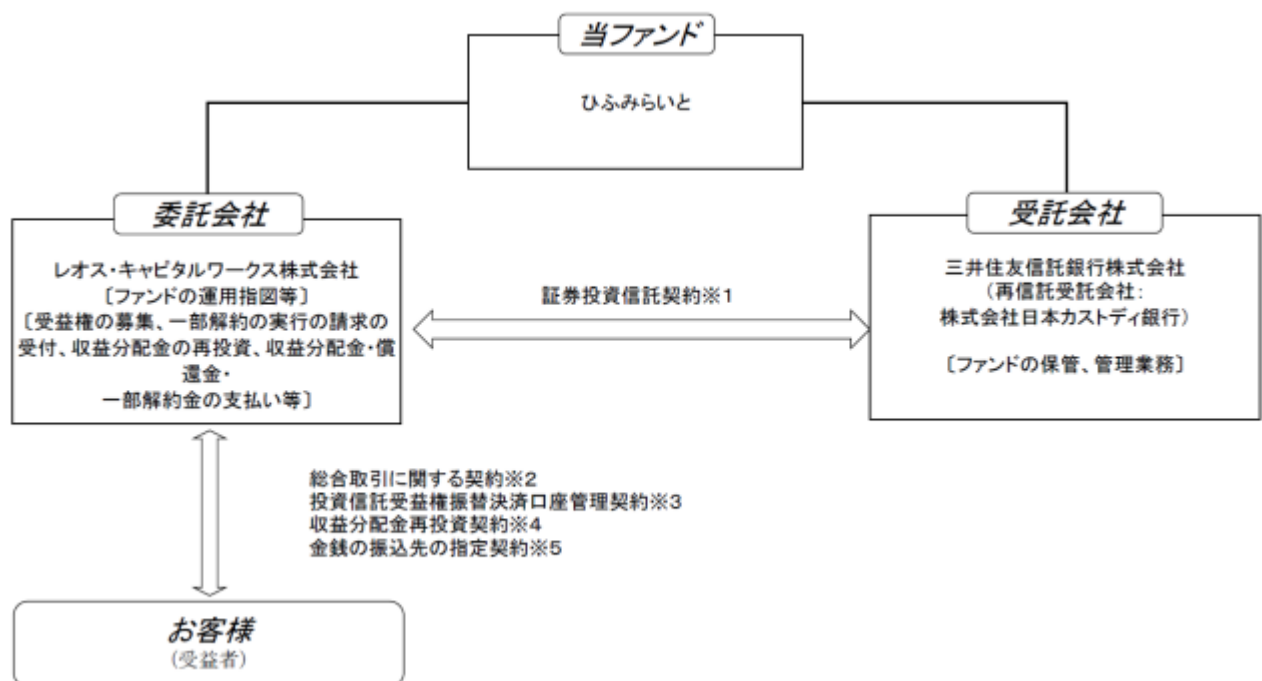 当ファンド
ひふみらいと
委託会社
レオス・キャピタルワークス株式会社
〔ファンドの運用指図等〕
〔受益権の募集、一部解約の実行の請求の
受付、収益分配金の再投資、収益分配金・償
還金・
一部解約金の支払い等〕
証券投資信託契約※1
受託会社
三井住友信託銀行株式会社
(再信託受託会社:
株式会社日本カストディ銀行)
〔ファンドの保管、管理業務〕
総合取引に関する契約※2
投資信託受益権振替決済口座管理契約※3
収益分配金再投資契約※4
金銭の振込先の指定契約※5
お客様
(受益者)